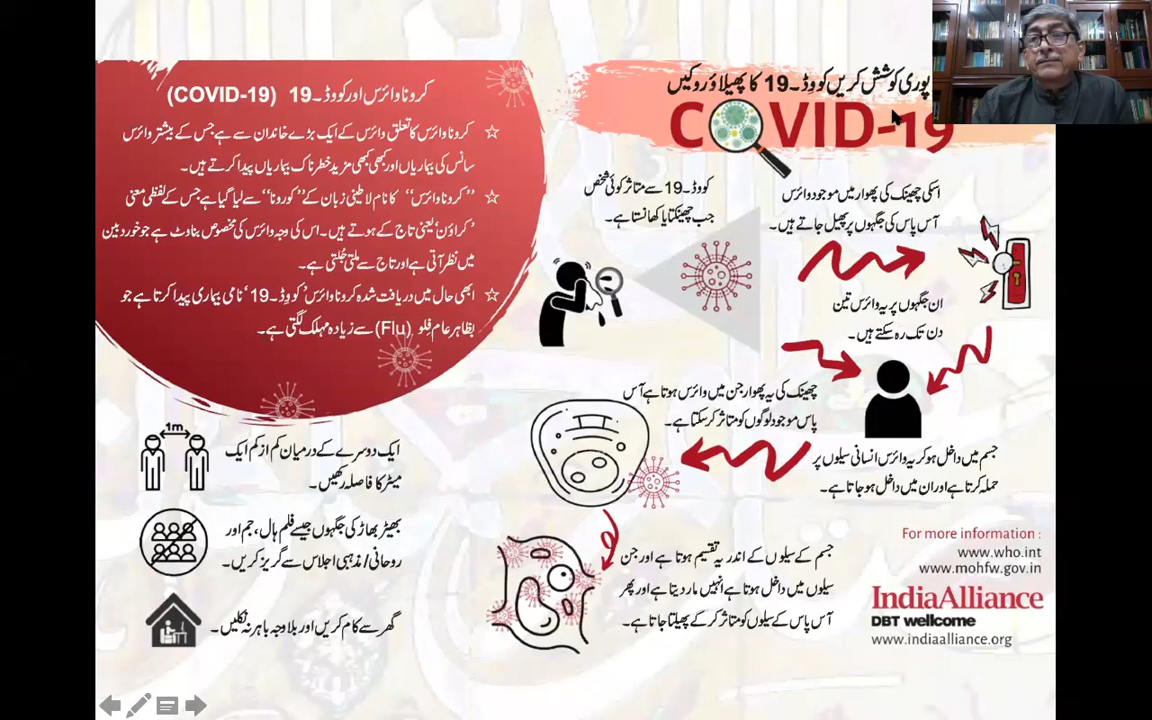 پوری کوشش کریں کووِڈ۔19 کا پھیلاؤ روکیں
COVID-19
کووِڈ۔19 سے متاثر کوئی شخص
جب چھینکتا یا کھانستا ہے۔
اسکی چھینک کی پھوار میں موجود وائرس
آس پاس کی جگہوں پر پھیل جاتے ہیں۔
ان جگہوں پر یہ وائرس تین
دن تک رہ سکتے ہیں۔
چھینک کی یہ پھوار جن میں وائرس ہوتا ہے آس
پاس موجود لوگوں کو متاثر کر سکتا ہے۔
جسم میں داخل ہو کر یہ وائرس انسانی سیلوں پر
حملہ کرتا ہے اور ان میں داخل ہو جاتا ہے۔
جسم کے سیلوں کے اندر یہ تقسیم ہوتا ہے اور جن
سیلوں میں داخل ہوتا ہے انہیں مار دیتا ہے اور پھر
آس پاس کے سیلوں کو متاثر کر کے پھیلتا جاتا ہے۔
For more information :
www.who.int
www.mohfw.gov.in
IndiaAlliance
DBT wellcome
www.indiaalliance.org
کرونا وائرس اور کووڈ۔19 (COVID-19)
☆ کرونا وائرس کا تعلق وائرس کے ایک بڑے خاندان سے ہے جس کے بیشتر وائرس
سانس کی بیماریاں اور کبھی کبھی مزید خطرناک بیماریاں پیدا کرتے ہیں۔
☆ ”کرونا وائرس“ کا نام لاطینی زبان کے ”کورونا“ سے لیا گیا ہے جس کے لفظی معنی
’کراؤن‘ یعنی تاج کے ہوتے ہیں۔ اس کی وجہ وائرس کی مخصوص بناوٹ ہے جو خوردبین
میں نظر آتی ہے اور تاج سے ملتی جُلتی ہے۔
☆ ابھی حال میں دریافت شدہ کرونا وائرس ’کووِڈ۔19‘ نامی بیماری پیدا کرتا ہے جو
بظاہر عام فِلو (Flu) سے زیادہ مہلک لگتی ہے۔
1m
ایک دوسرے کے درمیان کم از کم ایک
میٹر کا فاصلہ رکھیں۔
بھیڑ بھاڑ کی جگہوں جیسے فلم ہال، جم اور
روحانی/مذہبی اجلاس سے گریز کریں۔
گھر سے کام کریں اور بلا وجہ باہر نہ نکلیں۔